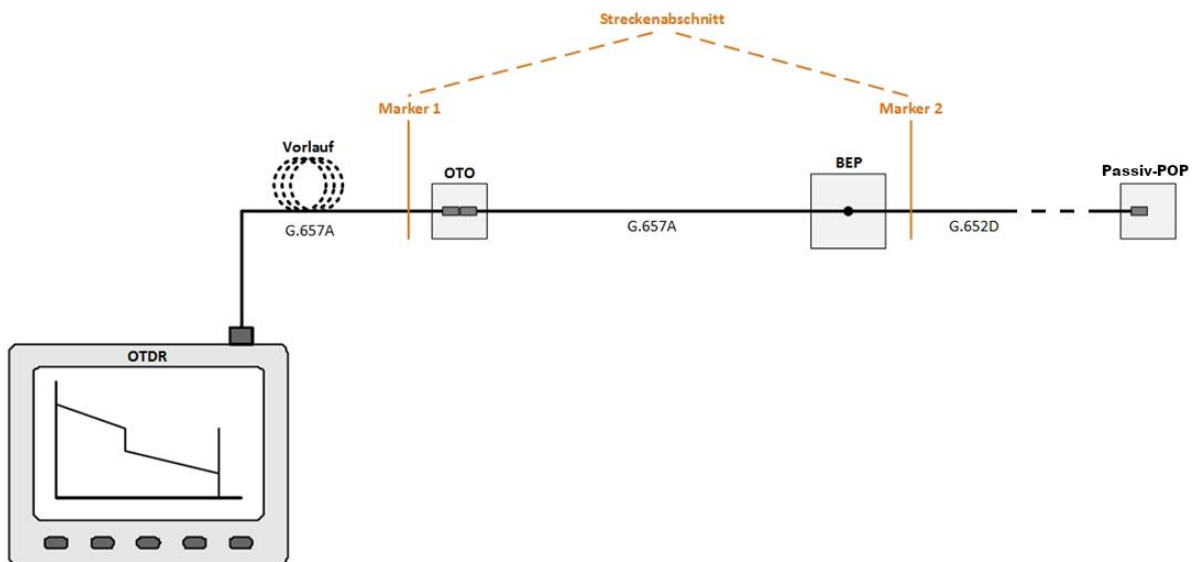 Streckenabschnitt
Marker 1
Marker 2
Vorlauf
OTO
BEP
Passiv-POP
G.657A
G.657A
G.652D
OTDR